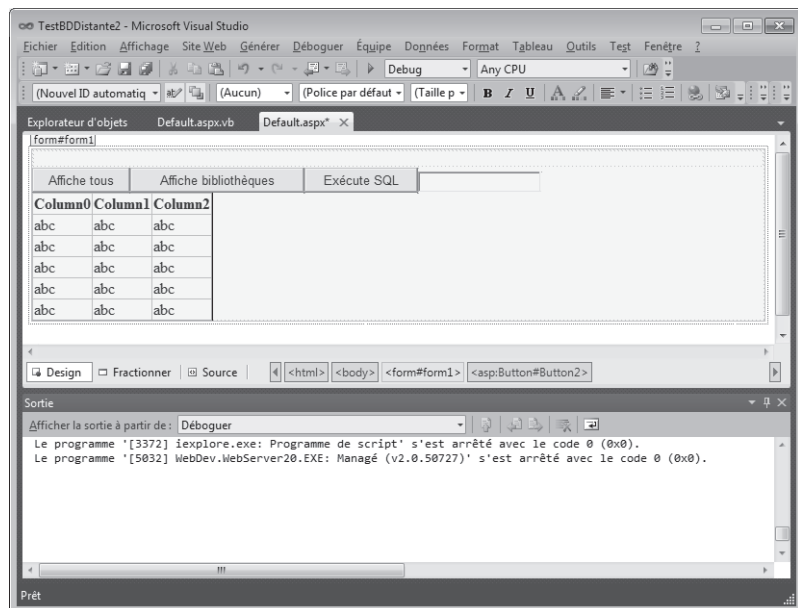 TestBDDistante2 - Microsoft Visual Studio
Fichier Edition Affichage Site Web Générer Déboguer Équipe Données Format Tableau Outils Test Fenêtre ?
Debug Any CPU
(Nouvel ID automatiq (Aucun) (Police par défaut (Taille p B I U A
Explorateur d'objets Default.aspx.vb Default.aspx* X
form#form1
Affiche tous Affiche bibliothèques Exécute SQL
Column0 Column1 Column2
abc abc abc
abc abc abc
abc abc abc
abc abc abc
abc abc abc
Design Fractionner Source <html> <body> <form#form1> <asp:Button#Button2>
Sortie
Afficher la sortie à partir de : Déboguer
Le programme '[3372] iexplore.exe: Programme de script' s'est arrêté avec le code 0 (0x0).
Le programme '[5032] WebDev.WebServer20.EXE: Managé (v2.0.50727)' s'est arrêté avec le code 0 (0x0).
Prêt